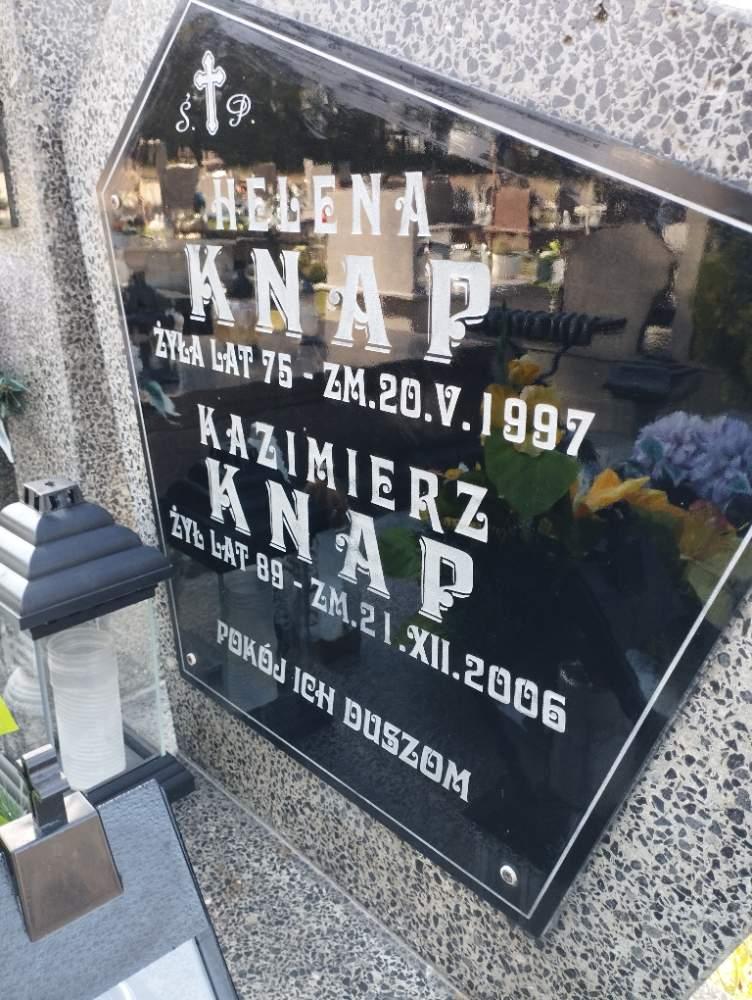 Ś. P.
HELENA
KNAP
ŻYŁA LAT 75 - ZM.20.V.1997
KAZIMIERZ
KNAP
ŻYŁ LAT 89 - ZM.21.XII.2006
POKÓJ ICH DUSZOM